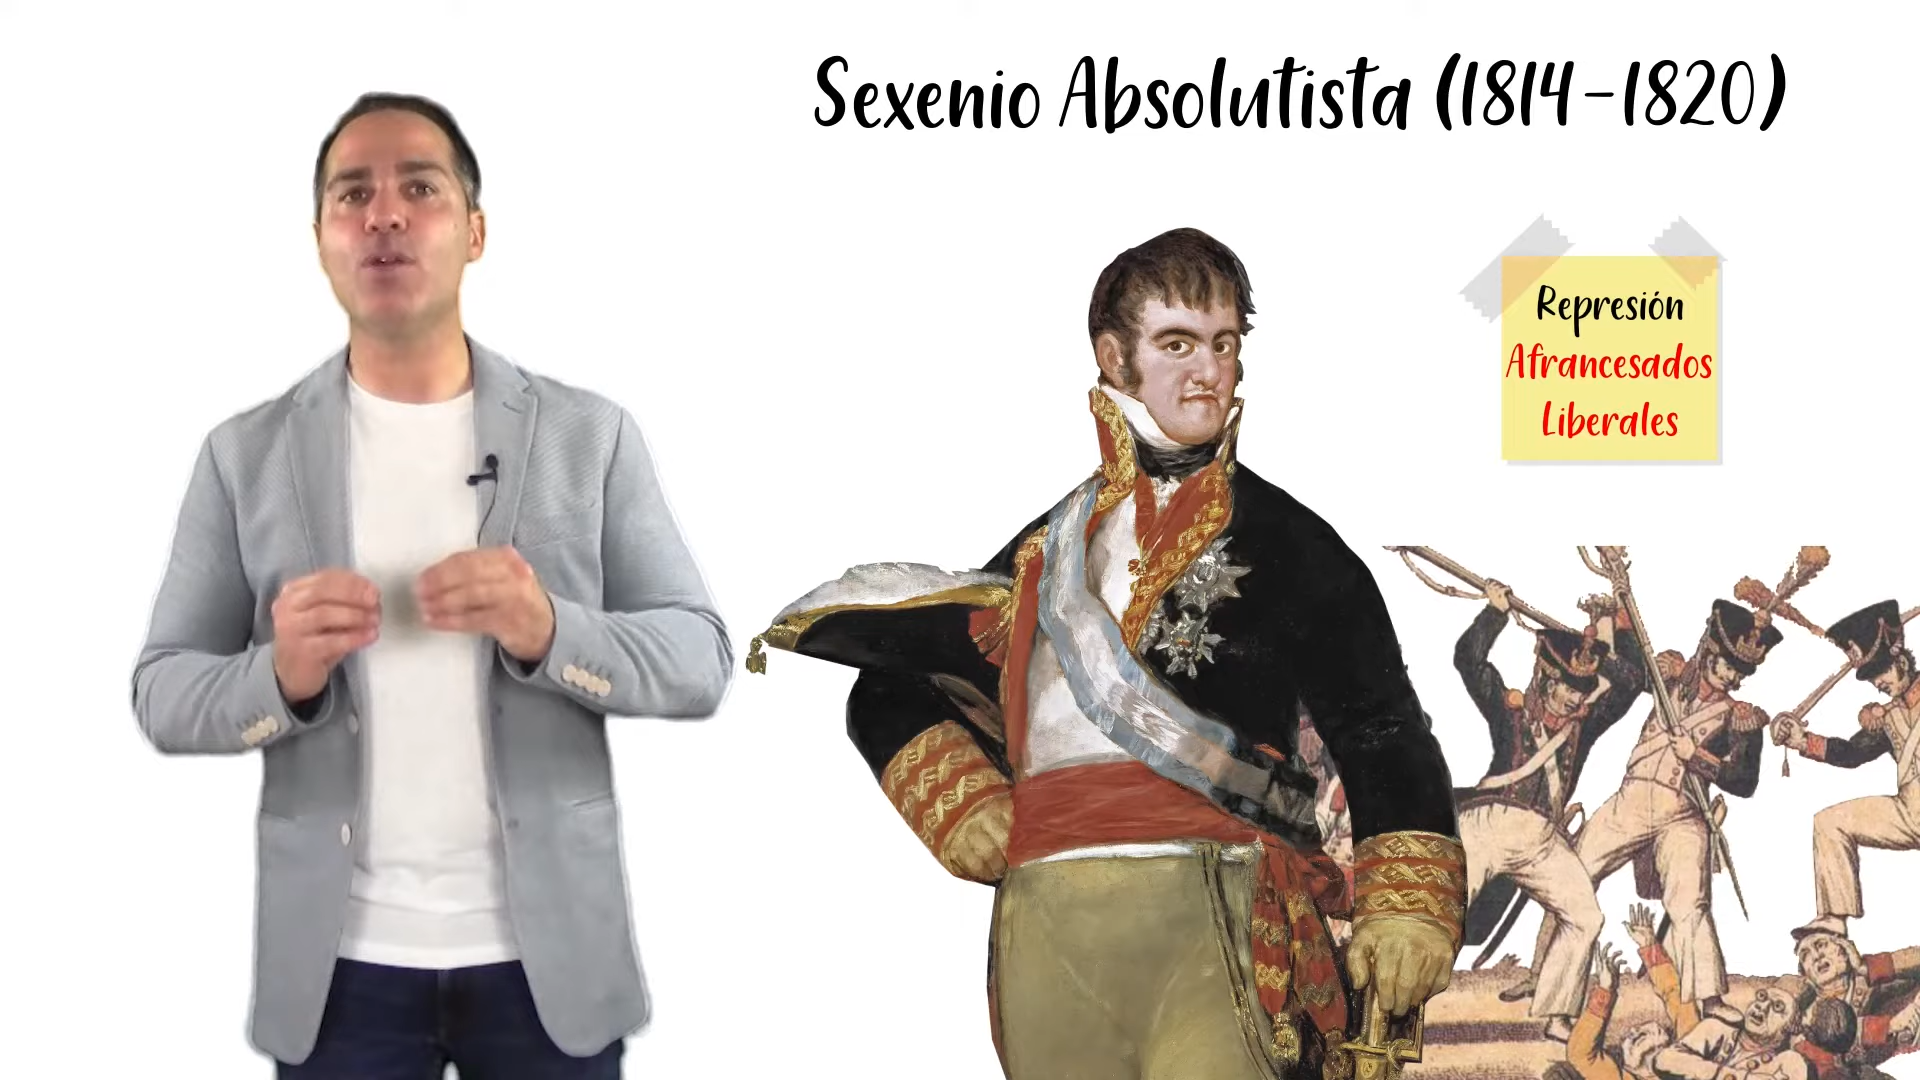 Sexenio Absolutista (1814-1820)
Represión
Afrancesados
Liberales